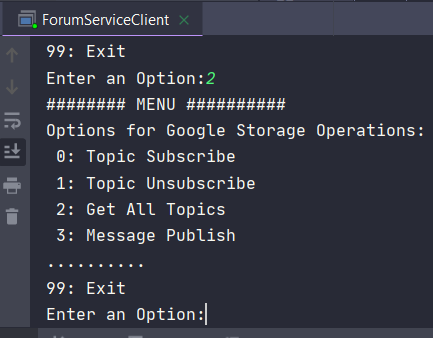 ForumServiceClient
99: Exit
Enter an Option:2
######## MENU ##########
Options for Google Storage Operations:
0: Topic Subscribe
1: Topic Unsubscribe
2: Get All Topics
3: Message Publish
..........
99: Exit
Enter an Option: